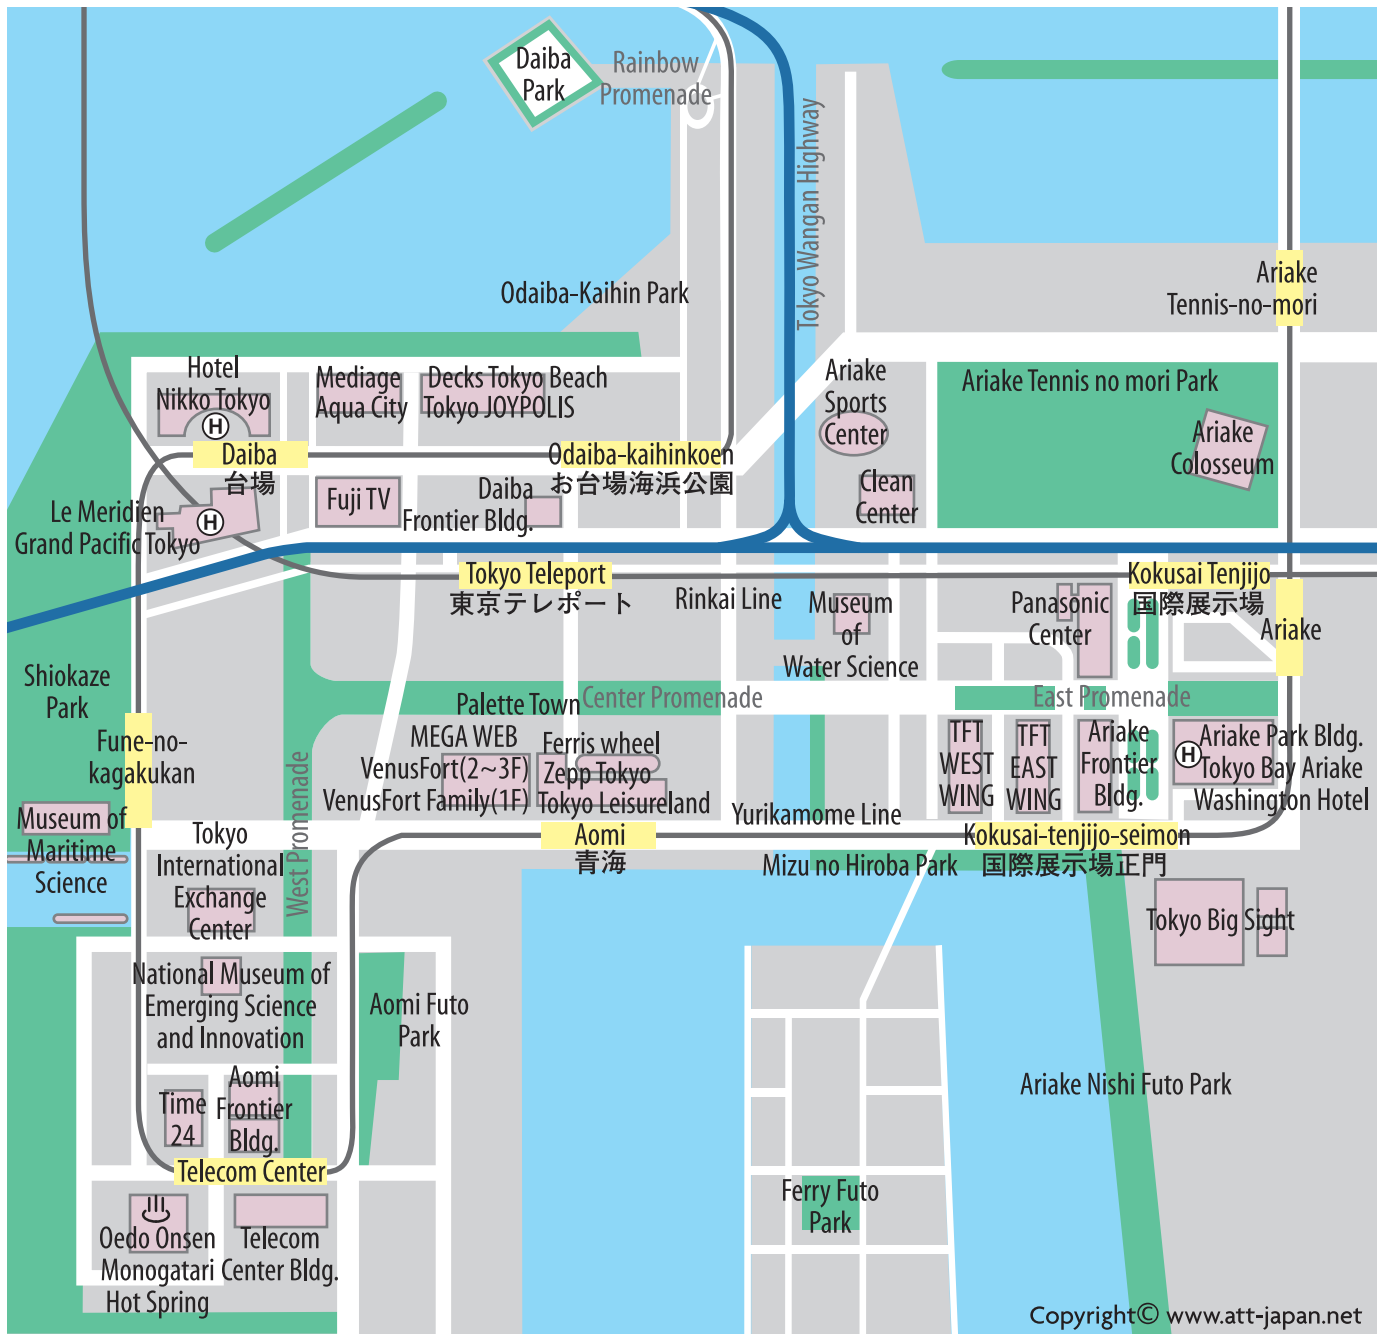 Daiba
Park
Rainbow
Promenade
Tokyo Wangan Highway
Odaiba-Kaihin Park
Ariake
Tennis-no-mori
Hotel
Nikko Tokyo
H
Mediage
Aqua City
Decks Tokyo Beach
Tokyo JOYPOLIS
Ariake
Sports
Center
Ariake Tennis no mori Park
Ariake
Colosseum
Daiba
台場
Odaiba-kaihinkoen
お台場海浜公園
Le Meridien
Grand Pacific Tokyo
H
Fuji TV
Daiba
Frontier Bldg.
Clean
Center
Tokyo Teleport
東京テレポート
Rinkai Line
Museum
of
Water Science
Panasonic
Center
Kokusai Tenjijo
国際展示場
Ariake
Shiokaze
Park
Palette Town
Center Promenade
East Promenade
Fune-no-
kagakukan
West Promenade
MEGA WEB
VenusFort(2~3F)
VenusFort Family(1F)
Ferris wheel
Zepp Tokyo
Tokyo Leisureland
TFT
WEST
WING
TFT
EAST
WING
Ariake
Frontier
Bldg.
H
Ariake Park Bldg.
Tokyo Bay Ariake
Washington Hotel
Museum of
Maritime
Science
Tokyo
International
Exchange
Center
Aomi
青海
Yurikamome Line
Mizu no Hiroba Park
Kokusai-tenjijo-seimon
国際展示場正門
Tokyo Big Sight
National Museum of
Emerging Science
and Innovation
Aomi Futo
Park
Time
24
Aomi
Frontier
Bldg.
Ariake Nishi Futo Park
Telecom Center
Ferry Futo
Park
Oedo Onsen
Monogatari
Hot Spring
Telecom
Center Bldg.
Copyright© www.att-japan.net